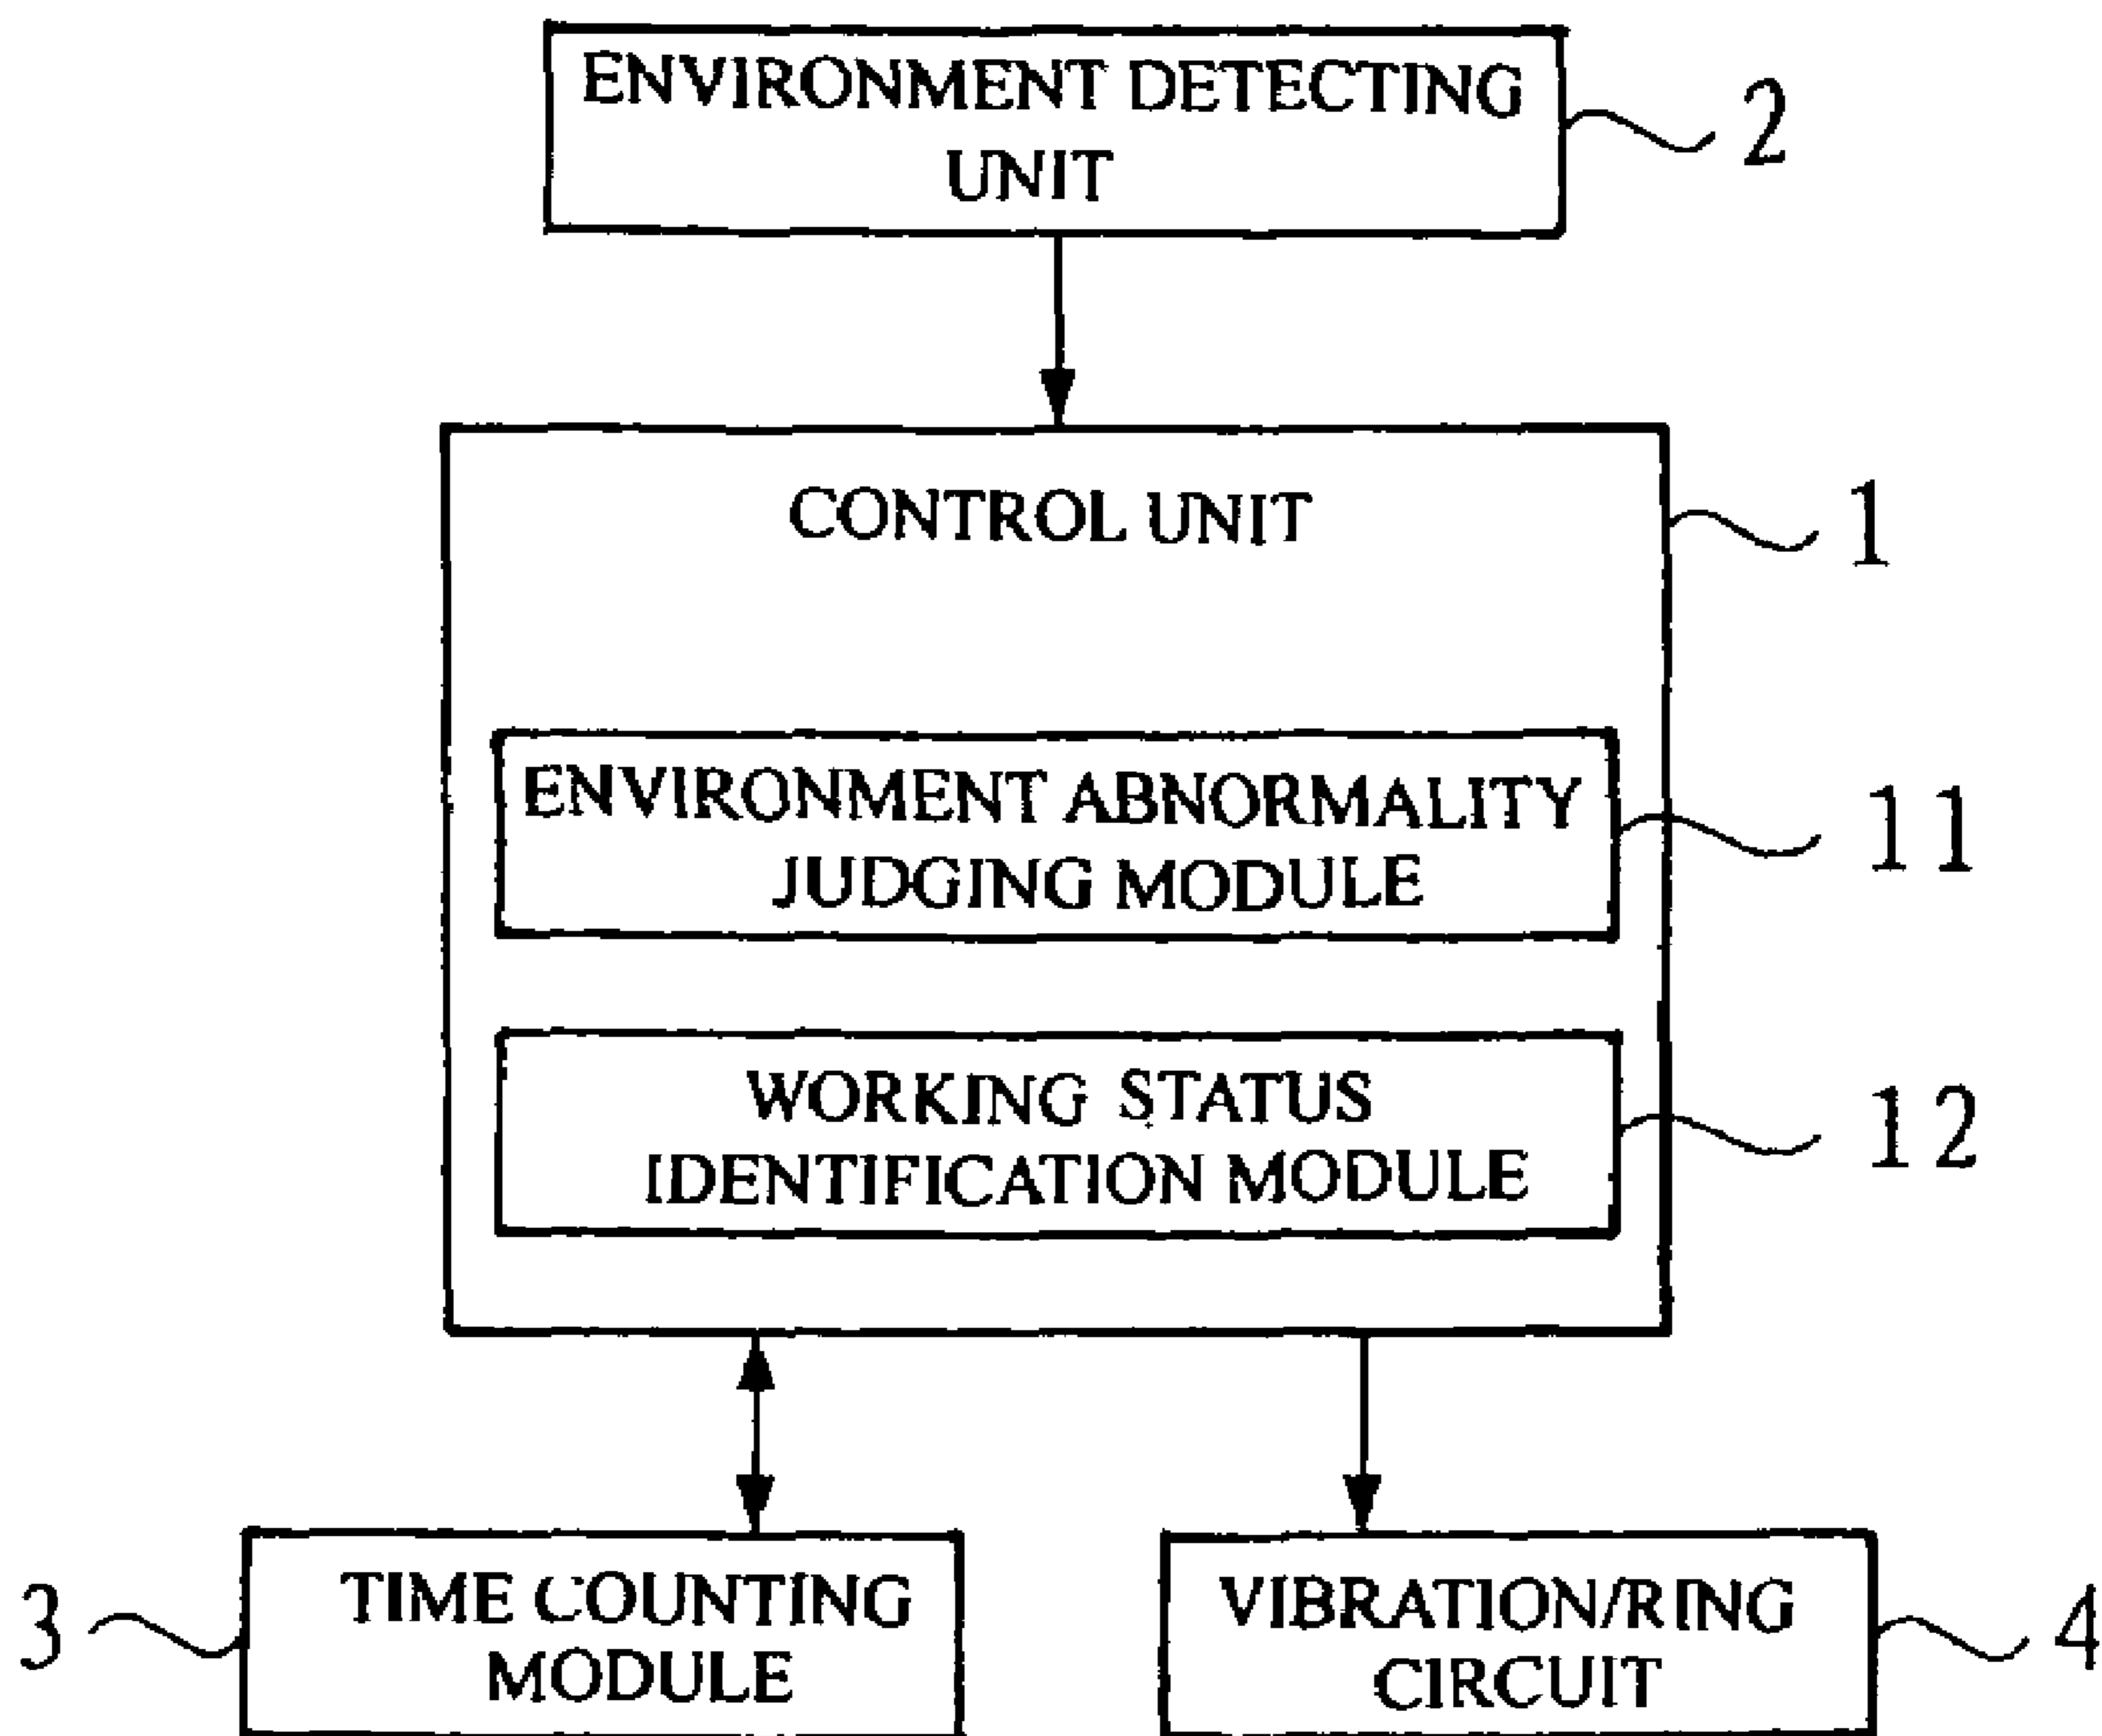 ENVIRONMENT DETECTING
UNIT
2
CONTROL UNIT
1
ENVIRONMENT ABNORMALITY
JUDGING MODULE
11
WORKING STATUS
IDENTIFICATION MODULE
12
3
TIME COUNTING
MODULE
VIBRATION/RING
CIRCUIT
4